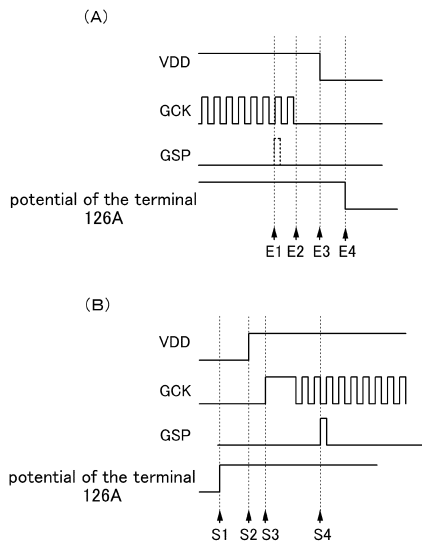 (A)
VDD
GCK
GSP
potential of the terminal
126A
E1 E2 E3 E4
(B)
VDD
GCK
GSP
potential of the terminal
126A
S1 S2 S3 S4